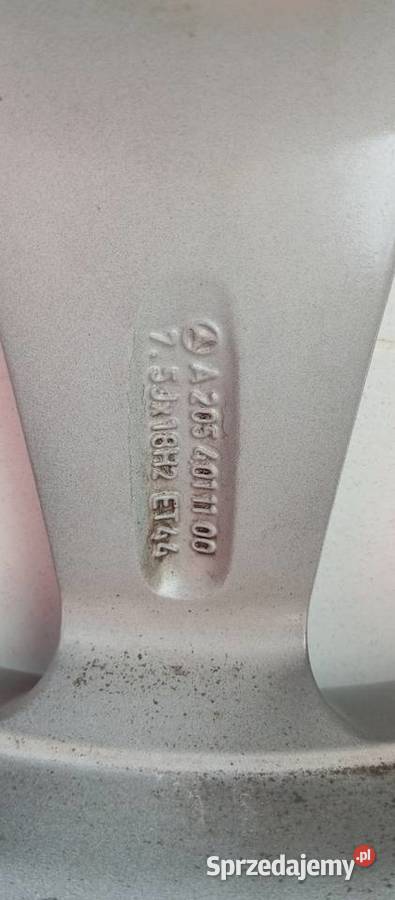 A 205 401 11 00
7.5Jx18H2 ET44
Sprzedajemy.pl